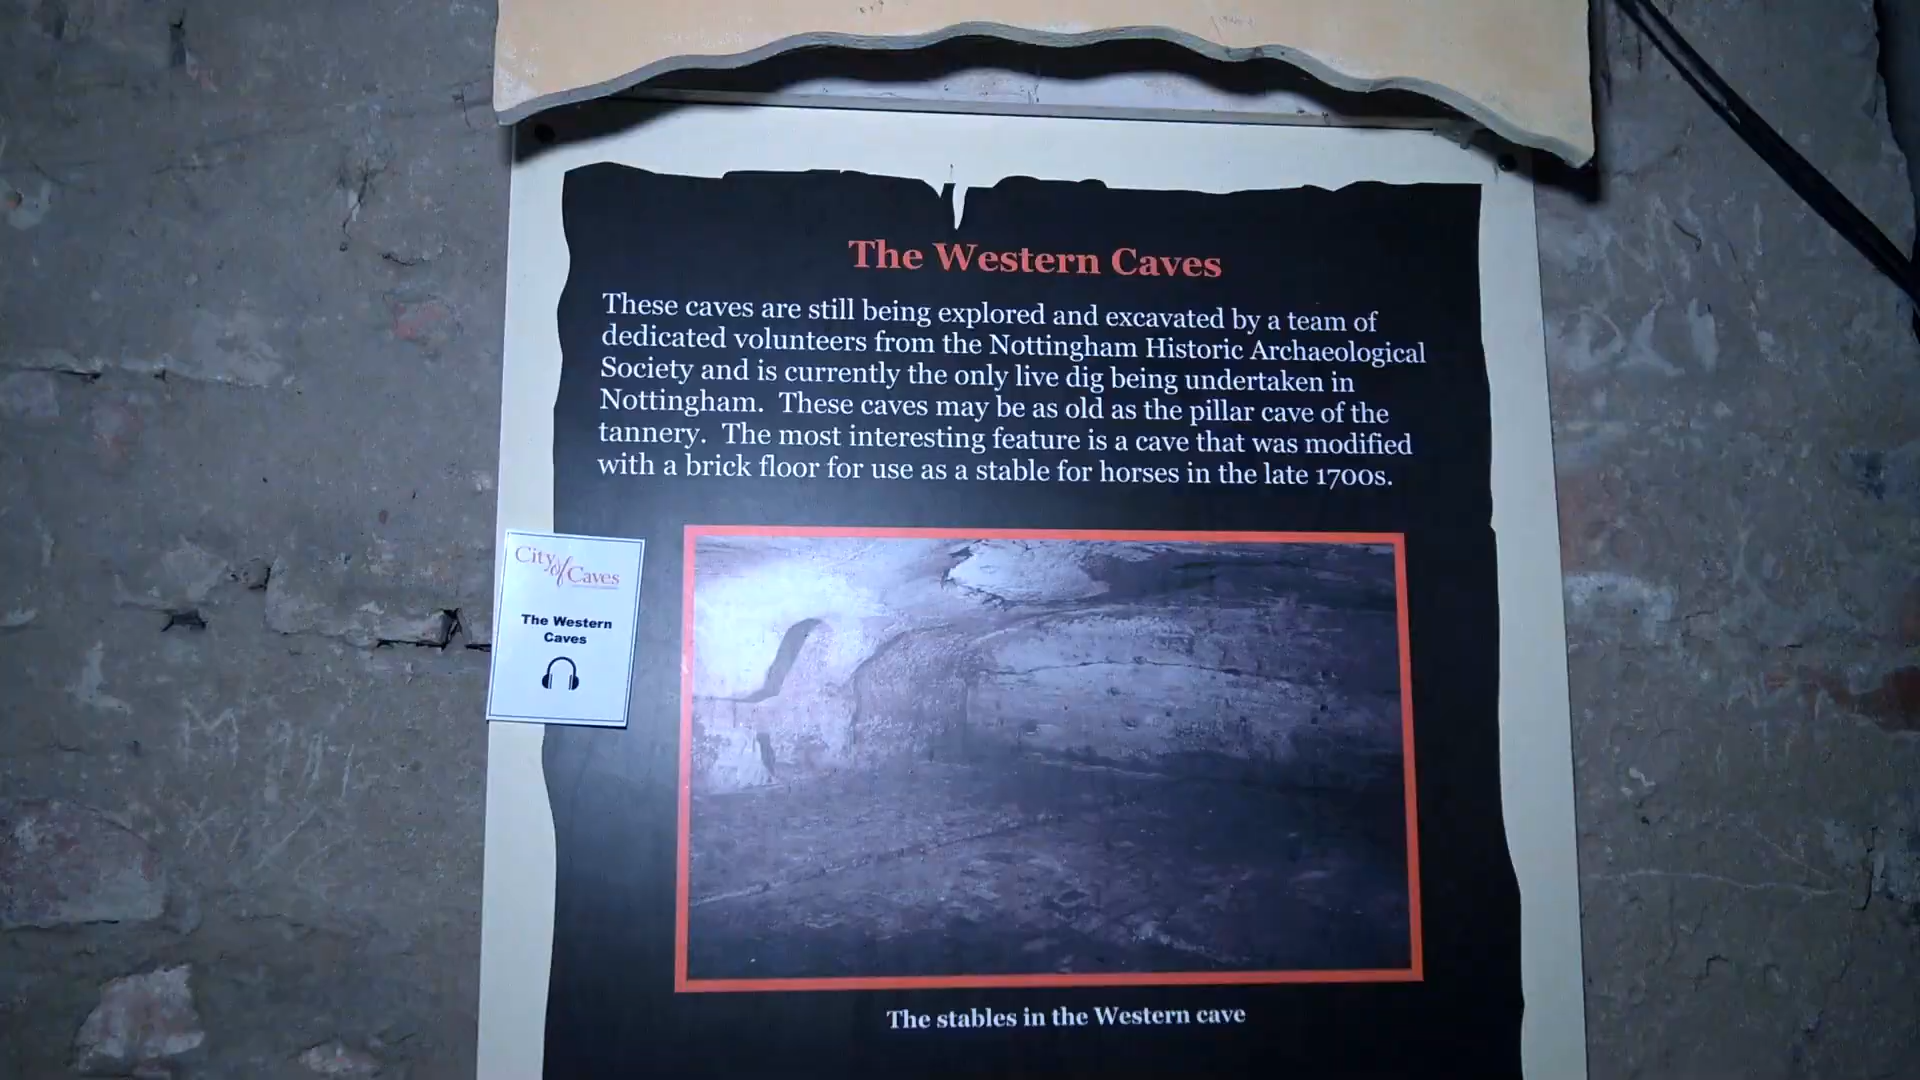 The Western Caves
These caves are still being explored and excavated by a team of
dedicated volunteers from the Nottingham Historic Archaeological
Society and is currently the only live dig being undertaken in
Nottingham.  These caves may be as old as the pillar cave of the
tannery.  The most interesting feature is a cave that was modified
with a brick floor for use as a stable for horses in the late 1700s.
City of Caves
The Western
Caves
The stables in the Western cave